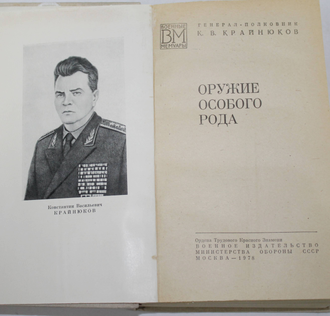 Константин Васильевич
КРАЙНЮКОВ
ВОЕННЫЕ
ВМ
МЕМУАРЫ
ГЕНЕРАЛ-ПОЛКОВНИК
К. В. КРАЙНЮКОВ
ОРУЖИЕ
ОСОБОГО
РОДА
Ордена Трудового Красного Знамени
ВОЕННОЕ ИЗДАТЕЛЬСТВО
МИНИСТЕРСТВА ОБОРОНЫ СССР
МОСКВА — 1978